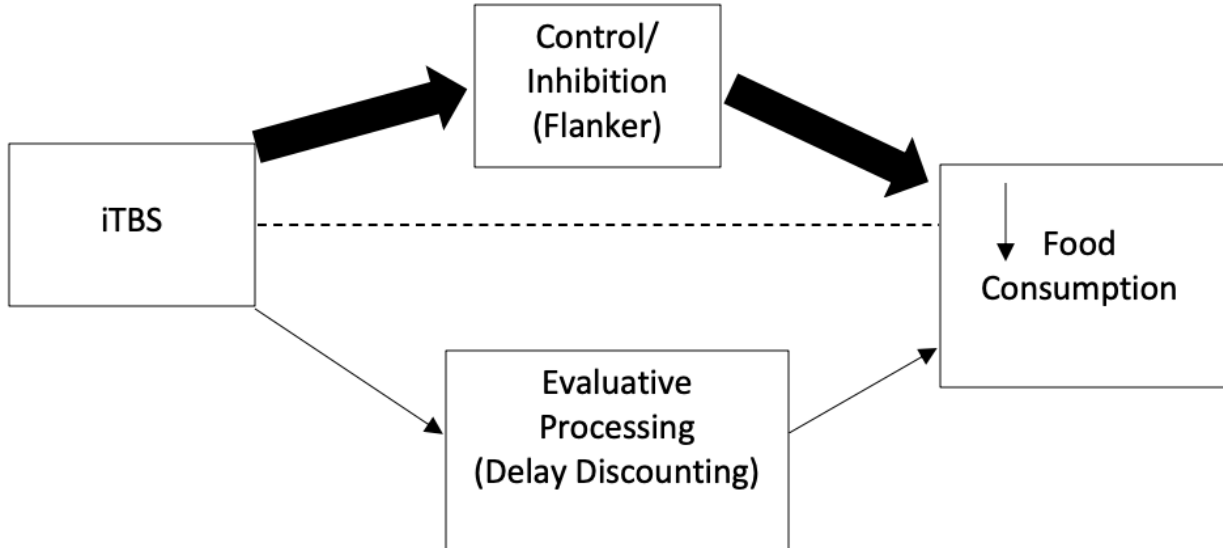 Control/
Inhibition
(Flanker)
iTBS
Food
Consumption
Evaluative
Processing
(Delay Discounting)